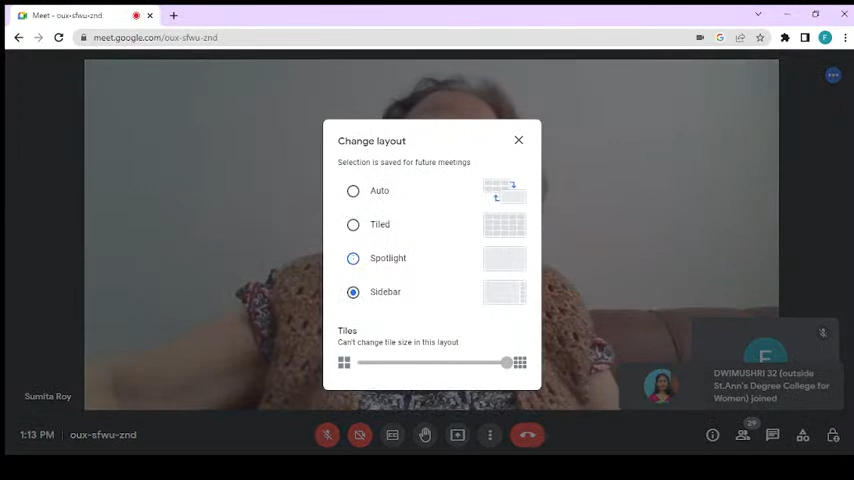 Meet - oux-sfwu-znd
meet.google.com/oux-sfwu-znd
F
Change layout
Selection is saved for future meetings
Auto
Tiled
Spotlight
Sidebar
Tiles
Can't change tile size in this layout
F
DWIMUSHRI 32 (outside
St.Ann's Degree College for
Women) joined
Sumita Roy
29
1:13 PM | oux-sfwu-znd